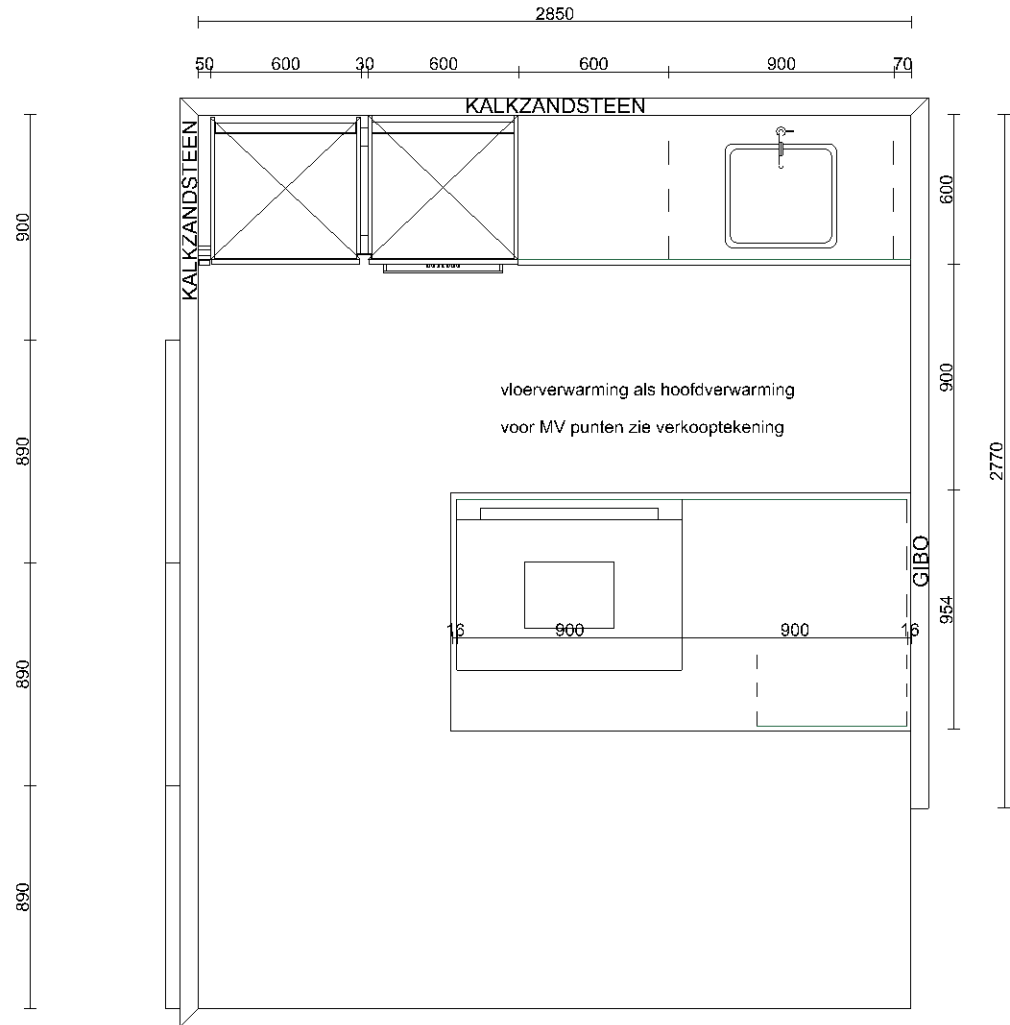 2850
50 600 30 600 600 900 70
KALKZANDSTEEN
KALKZANDSTEEN
900
600
vloerverwarming als hoofdverwarming
900
voor MV punten zie verkooptekening
890
2770
GIBO
954
16 900 900 16
890
890